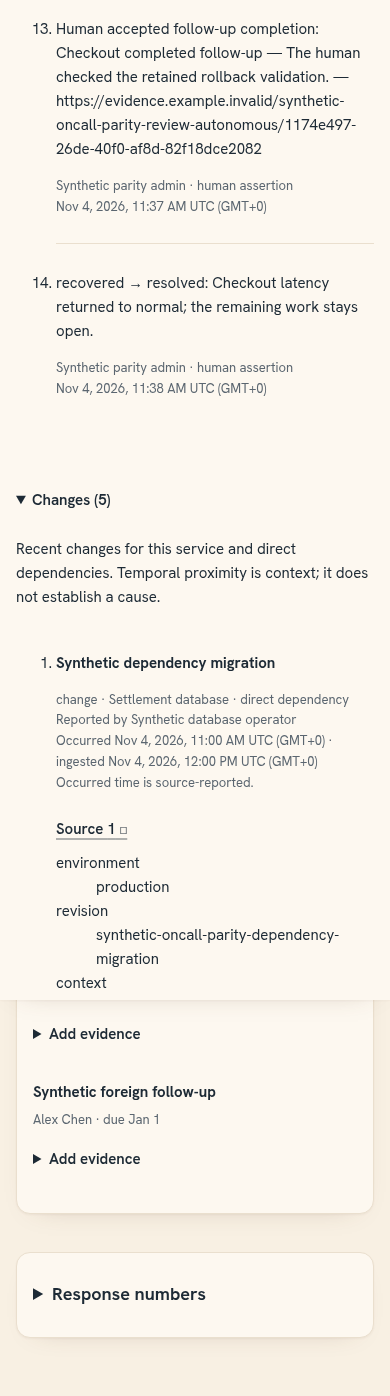 13. Human accepted follow-up completion:
Checkout completed follow-up — The human
checked the retained rollback validation. —
https://evidence.example.invalid/synthetic-
oncall-parity-review-autonomous/1174e497-
26de-40f0-af8d-82f18dce2082
Synthetic parity admin · human assertion
Nov 4, 2026, 11:37 AM UTC (GMT+0)
14. recovered → resolved: Checkout latency
returned to normal; the remaining work stays
open.
Synthetic parity admin · human assertion
Nov 4, 2026, 11:38 AM UTC (GMT+0)
▼ Changes (5)
Recent changes for this service and direct
dependencies. Temporal proximity is context; it does
not establish a cause.
1. Synthetic dependency migration
change · Settlement database · direct dependency
Reported by Synthetic database operator
Occurred Nov 4, 2026, 11:00 AM UTC (GMT+0) ·
ingested Nov 4, 2026, 12:00 PM UTC (GMT+0)
Occurred time is source-reported.
Source 1
environment
production
revision
synthetic-oncall-parity-dependency-
migration
context
▶ Add evidence
Synthetic foreign follow-up
Alex Chen · due Jan 1
▶ Add evidence
▶ Response numbers